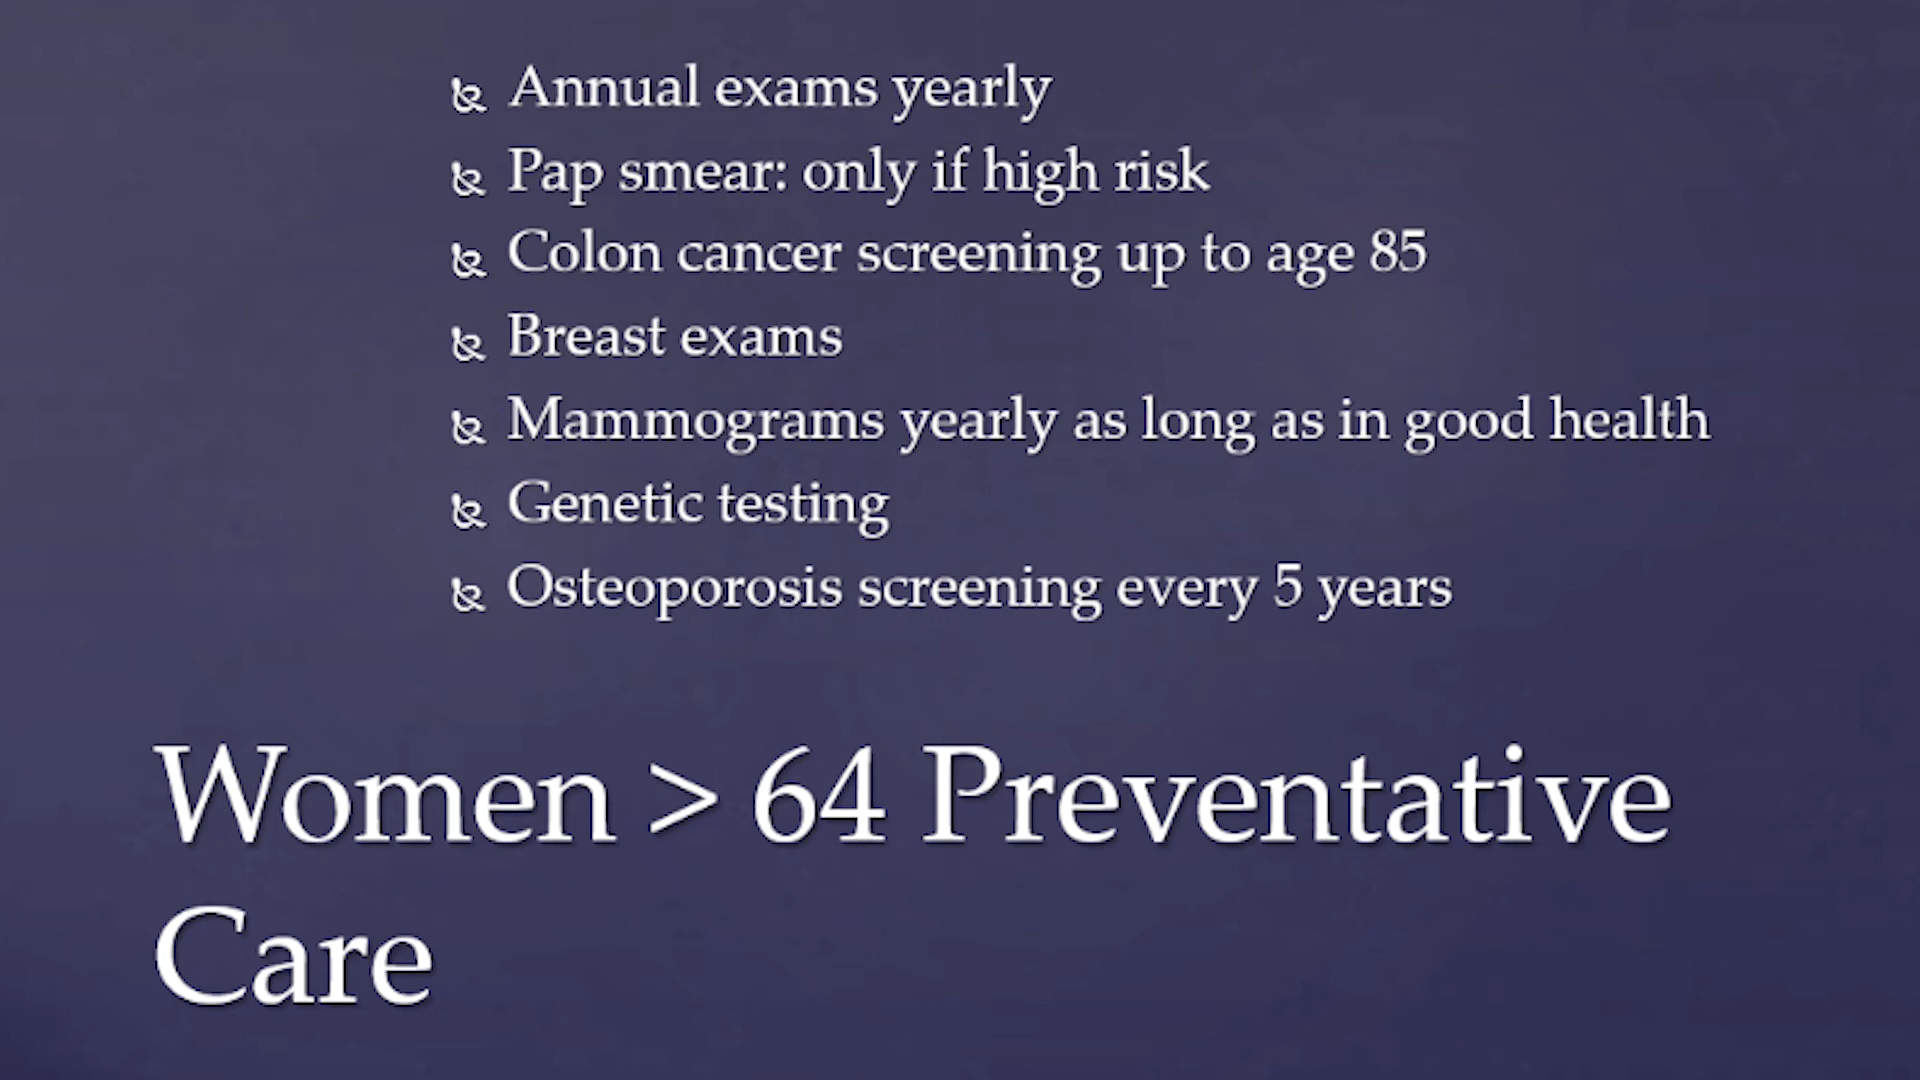 Annual exams yearly
Pap smear: only if high risk
Colon cancer screening up to age 85
Breast exams
Mammograms yearly as long as in good health
Genetic testing
Osteoporosis screening every 5 years
Women > 64 Preventative
Care